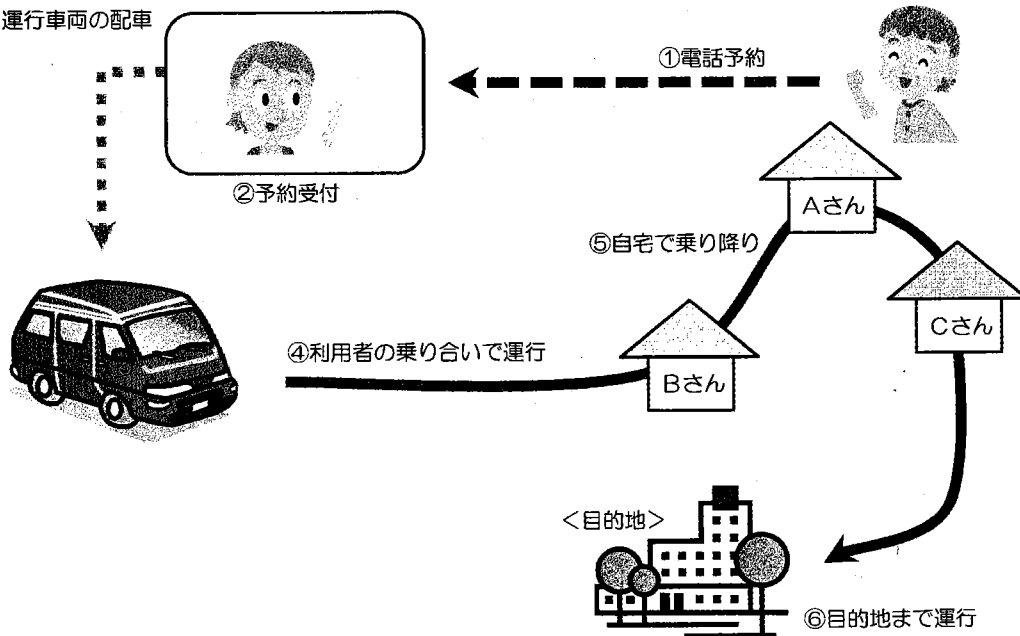 運行車両の配車
①電話予約
②予約受付
Aさん
⑤自宅で乗り降り
Cさん
④利用者の乗り合いで運行
Bさん
<目的地>
⑥目的地まで運行